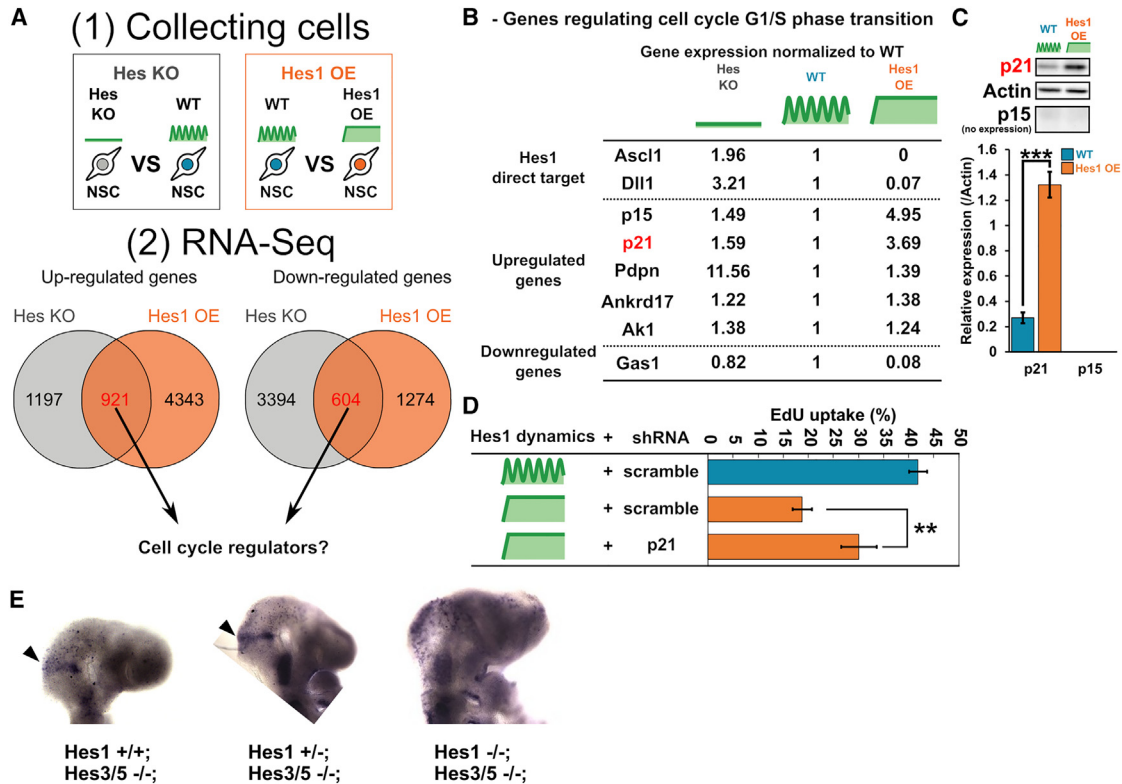 A
(1) Collecting cells
Hes KO
Hes KO
WT
VS
NSC
NSC
Hes1 OE
WT
Hes1 OE
VS
NSC
NSC
(2) RNA-Seq
Up-regulated genes
Down-regulated genes
Hes KO
Hes1 OE
Hes KO
Hes1 OE
1197
921
4343
3394
604
1274
Cell cycle regulators?
B
- Genes regulating cell cycle G1/S phase transition
Gene expression normalized to WT
Hes KO
WT
Hes1 OE
Hes1 direct target
Ascl1 1.96 1 0
Dll1 3.21 1 0.07
Upregulated genes
p15 1.49 1 4.95
p21 1.59 1 3.69
Pdpn 11.56 1 1.39
Ankrd17 1.22 1 1.38
Ak1 1.38 1 1.24
Downregulated genes
Gas1 0.82 1 0.08
C
WT
Hes1 OE
p21
Actin
p15
(no expression)
Relative expression (/Actin)
1.6
1.4
1.2
1
0.8
0.6
0.4
0.2
0
***
WT
Hes1 OE
p21
p15
D
EdU uptake (%)
Hes1 dynamics + shRNA
0 5 10 15 20 25 30 35 40 45 50
+ scramble
+ scramble
+ p21
**
E
Hes1 +/+;
Hes3/5 -/-;
Hes1 +/-;
Hes3/5 -/-;
Hes1 -/-;
Hes3/5 -/-;